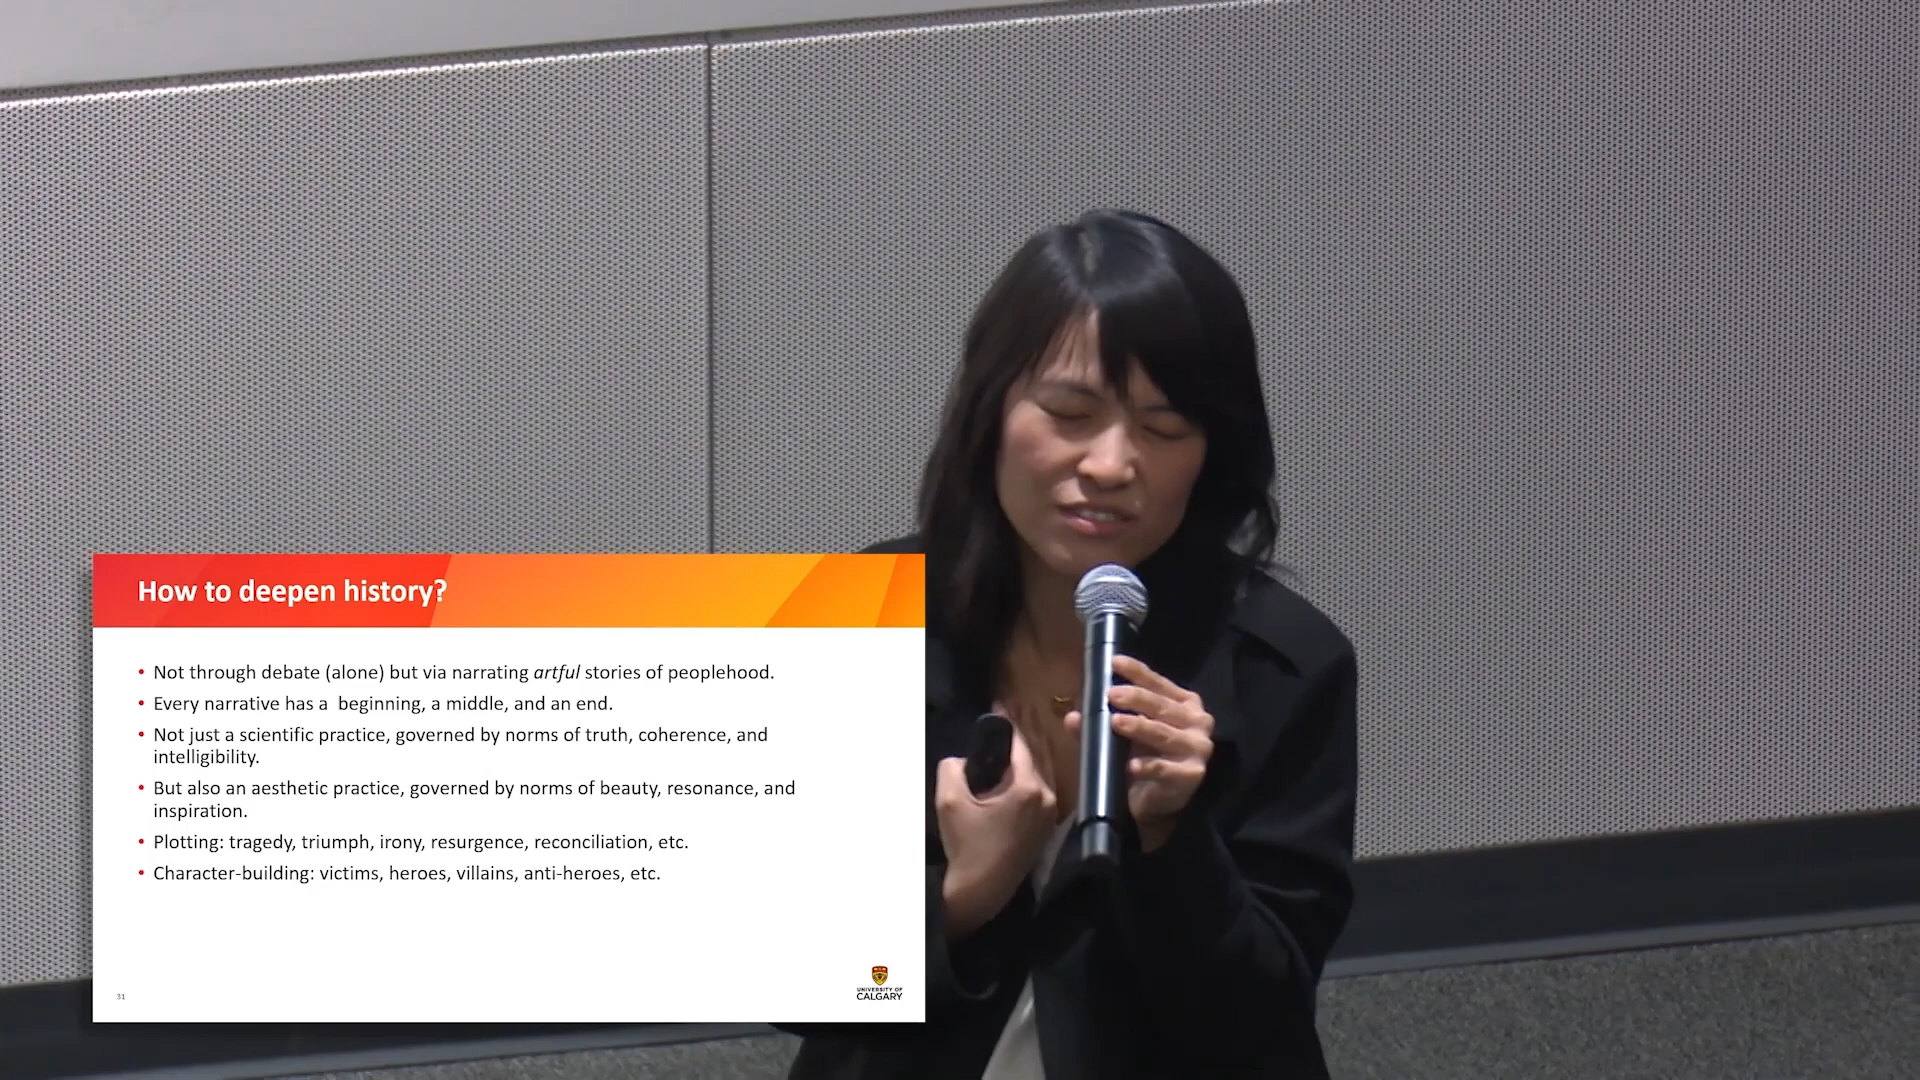 How to deepen history?
• Not through debate (alone) but via narrating artful stories of peoplehood.
• Every narrative has a  beginning, a middle, and an end.
• Not just a scientific practice, governed by norms of truth, coherence, and
intelligibility.
• But also an aesthetic practice, governed by norms of beauty, resonance, and
inspiration.
• Plotting: tragedy, triumph, irony, resurgence, reconciliation, etc.
• Character-building: victims, heroes, villains, anti-heroes, etc.
31
UNIVERSITY OF
CALGARY